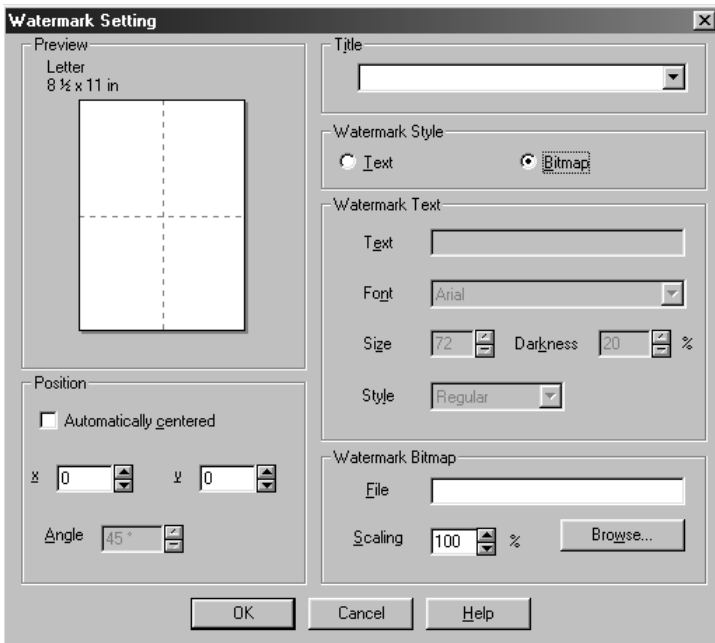 Watermark Setting
Preview
Letter
8 ½ x 11 in
Position
Automatically centered
x 0 y 0
Angle 45 °
Title
Watermark Style
Text Bitmap
Watermark Text
Text
Font Arial
Size 72 Darkness 20 %
Style Regular
Watermark Bitmap
File
Scaling 100 % Browse...
OK Cancel Help